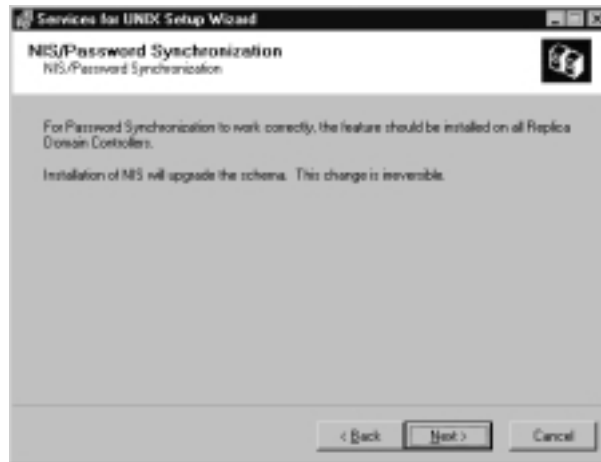 Services for UNIX Setup Wizard
NIS/Password Synchronization
NIS/Password Synchronization
For Password Synchronization to work correctly, the feature should be installed on all Replica
Domain Controllers.
Installation of NIS will upgrade the schema. This change is irreversible.
< Back
Next >
Cancel